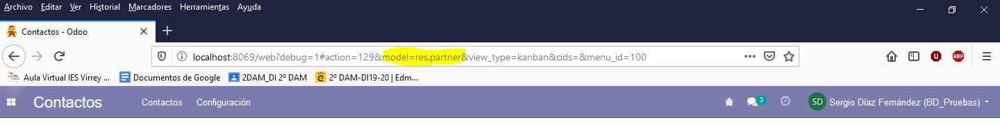 Archivo Editar Ver Historial Marcadores Herramientas Ayuda
Contactos - Odoo
localhost:8069/web?debug=1#action=129&model=res.partner&view_type=kanban&cids=&menu_id=100
Aula Virtual IES Virrey ... Documentos de Google 2DAM_DI 2º DAM 2º DAM-DI19-20 | Edm...
Contactos Contactos Configuración 3 SD Sergio Díaz Fernández (BD_Pruebas)